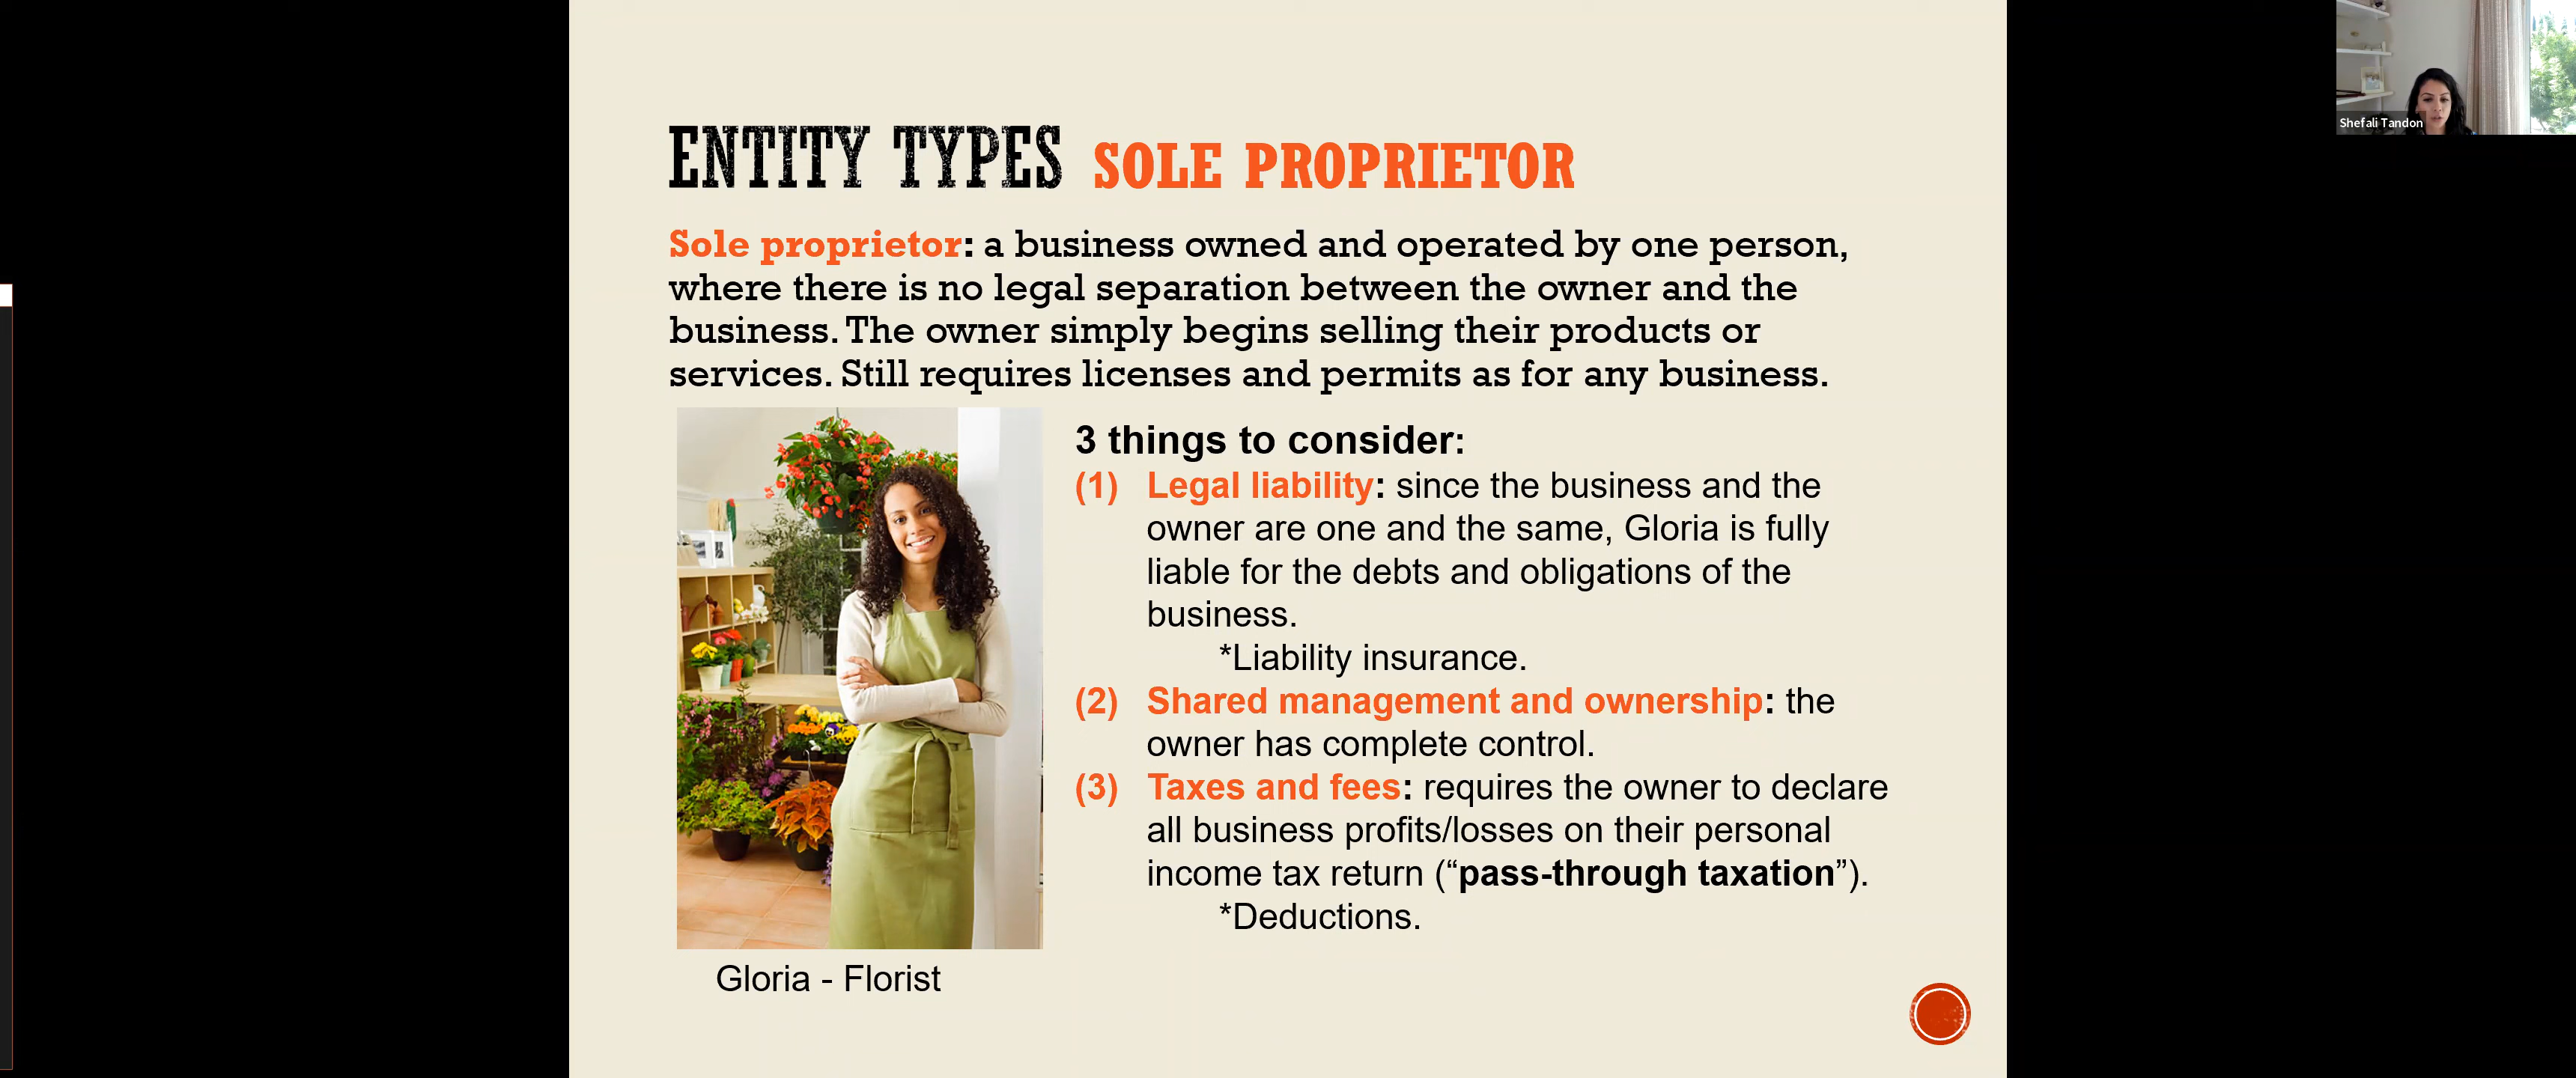 Shefali Tandon
ENTITY TYPES SOLE PROPRIETOR
Sole proprietor: a business owned and operated by one person,
where there is no legal separation between the owner and the
business. The owner simply begins selling their products or
services. Still requires licenses and permits as for any business.
3 things to consider:
(1) Legal liability: since the business and the
owner are one and the same, Gloria is fully
liable for the debts and obligations of the
business.
*Liability insurance.
(2) Shared management and ownership: the
owner has complete control.
(3) Taxes and fees: requires the owner to declare
all business profits/losses on their personal
income tax return (“pass-through taxation”).
*Deductions.
Gloria - Florist